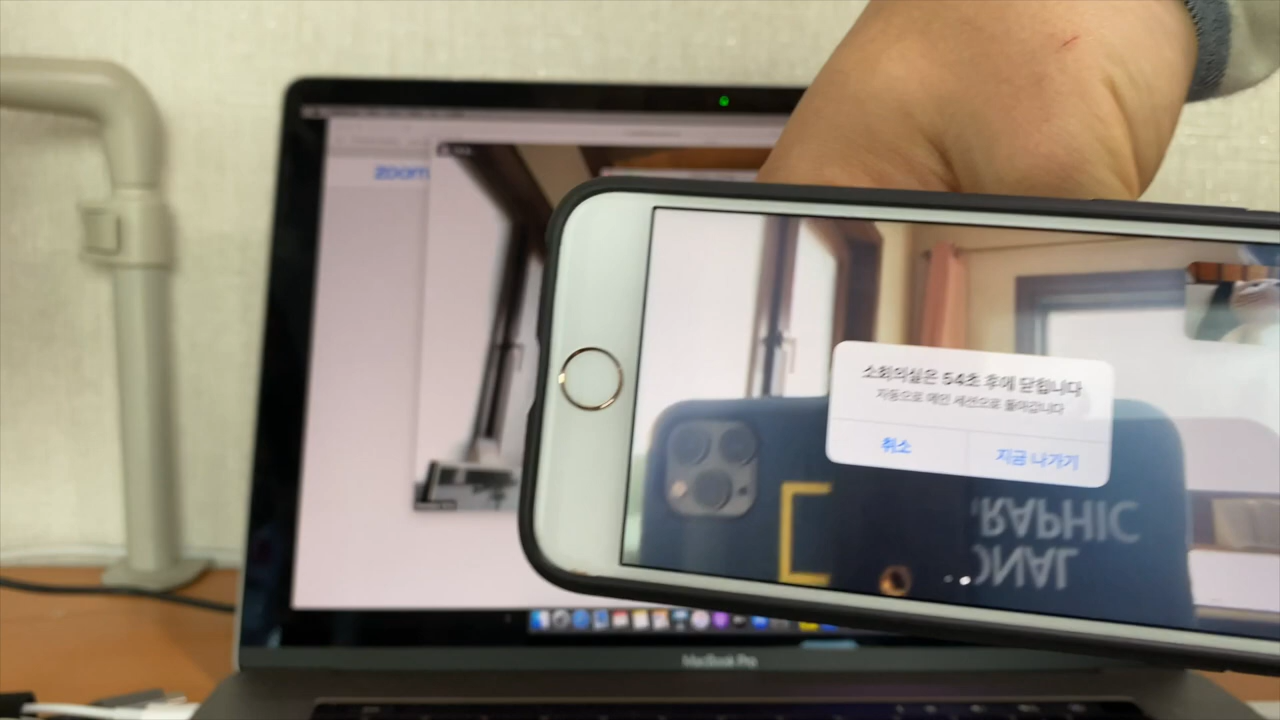 zoom
소회의실은 54초 후에 닫힙니다
자동으로 메인 세션으로 돌아갑니다
취소
지금 나가기
RAPHIC
ONAL
MacBook Pro